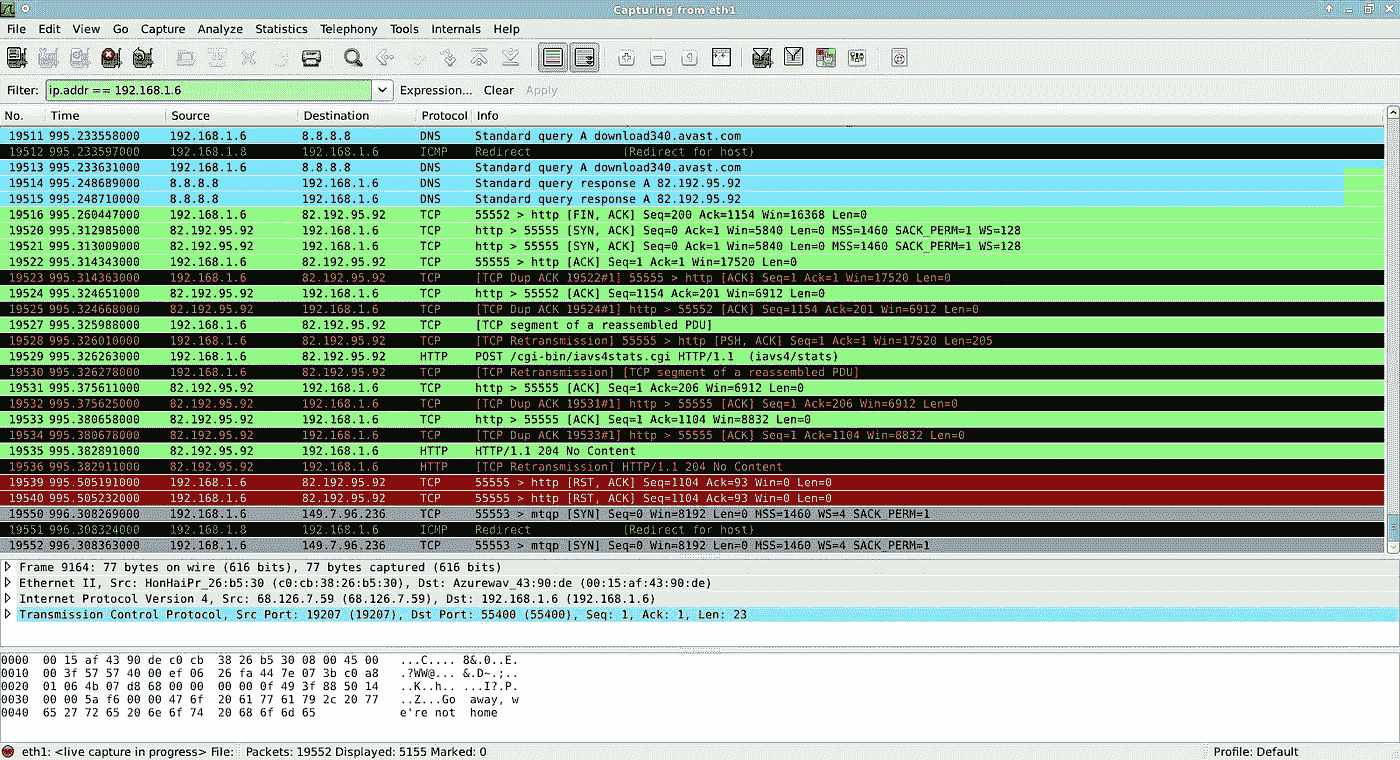 Capturing from eth1
File Edit View Go Capture Analyze Statistics Telephony Tools Internals Help
Filter: ip.addr == 192.168.1.6 Expression... Clear Apply
No. Time Source Destination Protocol Info
19511 995.233558000 192.168.1.6 8.8.8.8 DNS Standard query A download340.avast.com
19512 995.233597000 192.168.1.8 192.168.1.6 ICMP Redirect (Redirect for host)
19513 995.233631000 192.168.1.6 8.8.8.8 DNS Standard query A download340.avast.com
19514 995.248689000 8.8.8.8 192.168.1.6 DNS Standard query response A 82.192.95.92
19515 995.248710000 8.8.8.8 192.168.1.6 DNS Standard query response A 82.192.95.92
19516 995.260447000 192.168.1.6 82.192.95.92 TCP 55552 > http [FIN, ACK] Seq=200 Ack=1154 Win=16368 Len=0
19520 995.312985000 82.192.95.92 192.168.1.6 TCP http > 55555 [SYN, ACK] Seq=0 Ack=1 Win=5840 Len=0 MSS=1460 SACK_PERM=1 WS=128
19521 995.313009000 82.192.95.92 192.168.1.6 TCP http > 55555 [SYN, ACK] Seq=0 Ack=1 Win=5840 Len=0 MSS=1460 SACK_PERM=1 WS=128
19522 995.314343000 192.168.1.6 82.192.95.92 TCP 55555 > http [ACK] Seq=1 Ack=1 Win=17520 Len=0
19523 995.314363000 192.168.1.6 82.192.95.92 TCP [TCP Dup ACK 19522#1] 55555 > http [ACK] Seq=1 Ack=1 Win=17520 Len=0
19524 995.324651000 82.192.95.92 192.168.1.6 TCP http > 55552 [ACK] Seq=1154 Ack=201 Win=6912 Len=0
19525 995.324668000 82.192.95.92 192.168.1.6 TCP [TCP Dup ACK 19524#1] http > 55552 [ACK] Seq=1154 Ack=201 Win=6912 Len=0
19527 995.325988000 192.168.1.6 82.192.95.92 TCP [TCP segment of a reassembled PDU]
19528 995.326010000 192.168.1.6 82.192.95.92 TCP [TCP Retransmission] 55555 > http [PSH, ACK] Seq=1 Ack=1 Win=17520 Len=205
19529 995.326263000 192.168.1.6 82.192.95.92 HTTP POST /cgi-bin/iavs4stats.cgi HTTP/1.1 (iavs4/stats)
19530 995.326278000 192.168.1.6 82.192.95.92 TCP [TCP Retransmission] [TCP segment of a reassembled PDU]
19531 995.375611000 82.192.95.92 192.168.1.6 TCP http > 55555 [ACK] Seq=1 Ack=206 Win=6912 Len=0
19532 995.375625000 82.192.95.92 192.168.1.6 TCP [TCP Dup ACK 19531#1] http > 55555 [ACK] Seq=1 Ack=206 Win=6912 Len=0
19533 995.380658000 82.192.95.92 192.168.1.6 TCP http > 55555 [ACK] Seq=1 Ack=1104 Win=8832 Len=0
19534 995.380678000 82.192.95.92 192.168.1.6 TCP [TCP Dup ACK 19533#1] http > 55555 [ACK] Seq=1 Ack=1104 Win=8832 Len=0
19535 995.382891000 82.192.95.92 192.168.1.6 HTTP HTTP/1.1 204 No Content
19536 995.382911000 82.192.95.92 192.168.1.6 HTTP [TCP Retransmission] HTTP/1.1 204 No Content
19539 995.505191000 192.168.1.6 82.192.95.92 TCP 55555 > http [RST, ACK] Seq=1104 Ack=93 Win=0 Len=0
19540 995.505232000 192.168.1.6 82.192.95.92 TCP 55555 > http [RST, ACK] Seq=1104 Ack=93 Win=0 Len=0
19550 996.308269000 192.168.1.6 149.7.96.236 TCP 55553 > mtqp [SYN] Seq=0 Win=8192 Len=0 MSS=1460 WS=4 SACK_PERM=1
19551 996.308324000 192.168.1.8 192.168.1.6 ICMP Redirect (Redirect for host)
19552 996.308363000 192.168.1.6 149.7.96.236 TCP 55553 > mtqp [SYN] Seq=0 Win=8192 Len=0 MSS=1460 WS=4 SACK_PERM=1
Frame 9164: 77 bytes on wire (616 bits), 77 bytes captured (616 bits)
Ethernet II, Src: HonHaiPr_26:b5:30 (c0:cb:38:26:b5:30), Dst: Azurewav_43:90:de (00:15:af:43:90:de)
Internet Protocol Version 4, Src: 68.126.7.59 (68.126.7.59), Dst: 192.168.1.6 (192.168.1.6)
Transmission Control Protocol, Src Port: 19207 (19207), Dst Port: 55400 (55400), Seq: 1, Ack: 1, Len: 23
0000 00 15 af 43 90 de c0 cb 38 26 b5 30 08 00 45 00 ...C.... 8&.0..E.
0010 00 3f 57 57 40 00 ef 06 26 fa 44 7e 07 3b c0 a8 .?WW@... &.D~.;..
0020 01 06 4b 07 d8 68 00 00 00 00 0f 49 3f 88 50 14 ..K..h.. ...I?.P.
0030 00 00 5a f6 00 00 47 6f 20 61 77 61 79 2c 20 77 ..Z...Go away, w
0040 65 27 72 65 20 6e 6f 74 20 68 6f 6d 65 e're not home
eth1: <live capture in progress> File: Packets: 19552 Displayed: 5155 Marked: 0 Profile: Default